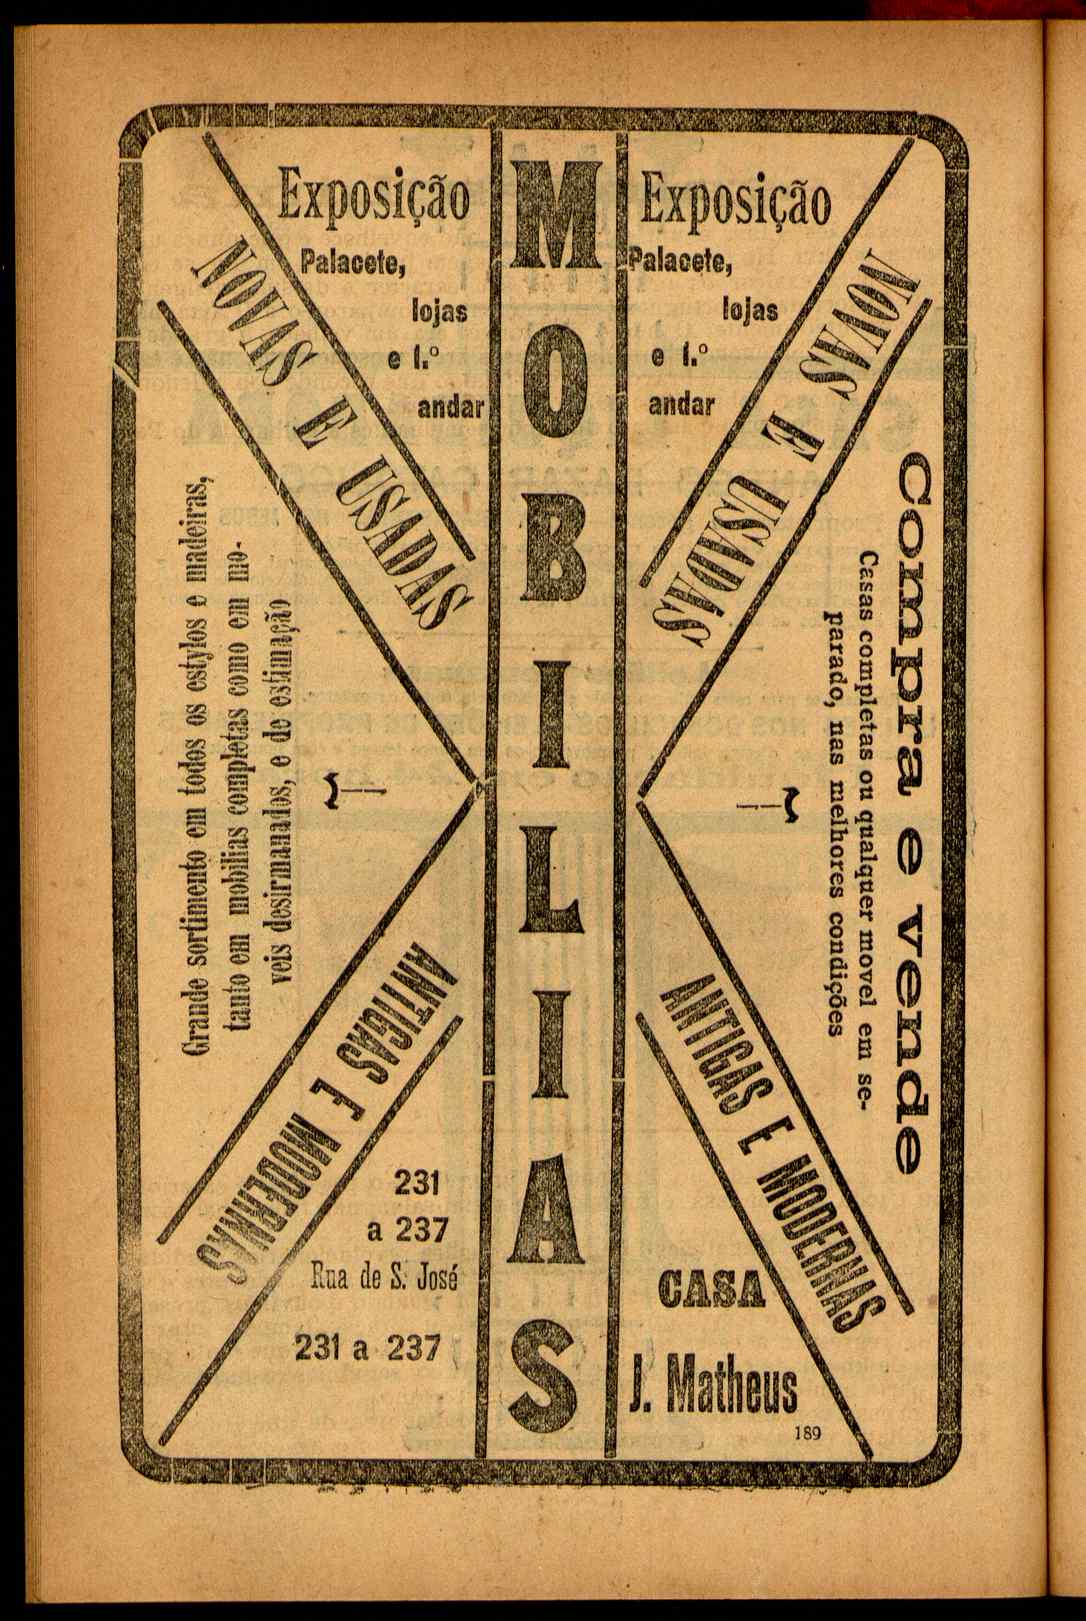 Exposição
Palacete,
lojas
e 1.º
andar
NOVAS E USADAS
Grande sortimento em todos os estylos e madeiras,
tanto em mobilias completas como em mo-
veis desirmanados, e de estimação
ANTIGAS E MODERNAS
231
a 237
Rua de S. José
231 a 237
MOBILIAS
Exposição
Palacete,
lojas
e 1.º
andar
NOVAS E USADAS
Compra e vende
Casas completas ou qualquer movel em se-
parado, nas melhores condições
ANTIGAS E MODERNAS
CASA
J. Matheus
189